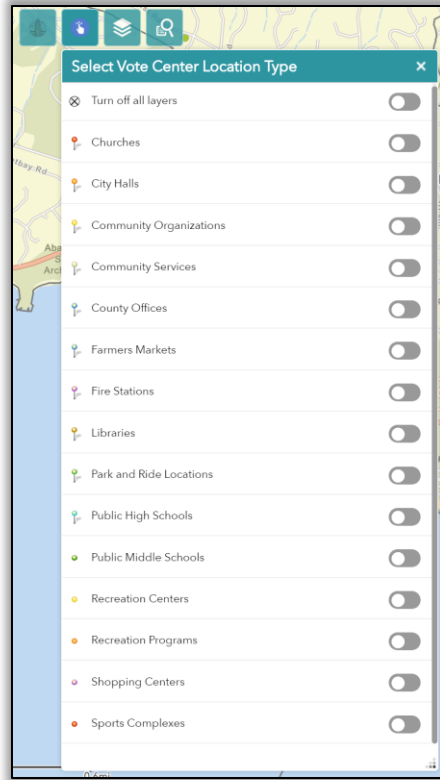 Select Vote Center Location Type
Turn off all layers
Churches
City Halls
Community Organizations
Community Services
County Offices
Farmers Markets
Fire Stations
Libraries
Park and Ride Locations
Public High Schools
Public Middle Schools
Recreation Centers
Recreation Programs
Shopping Centers
Sports Complexes
0.6mi